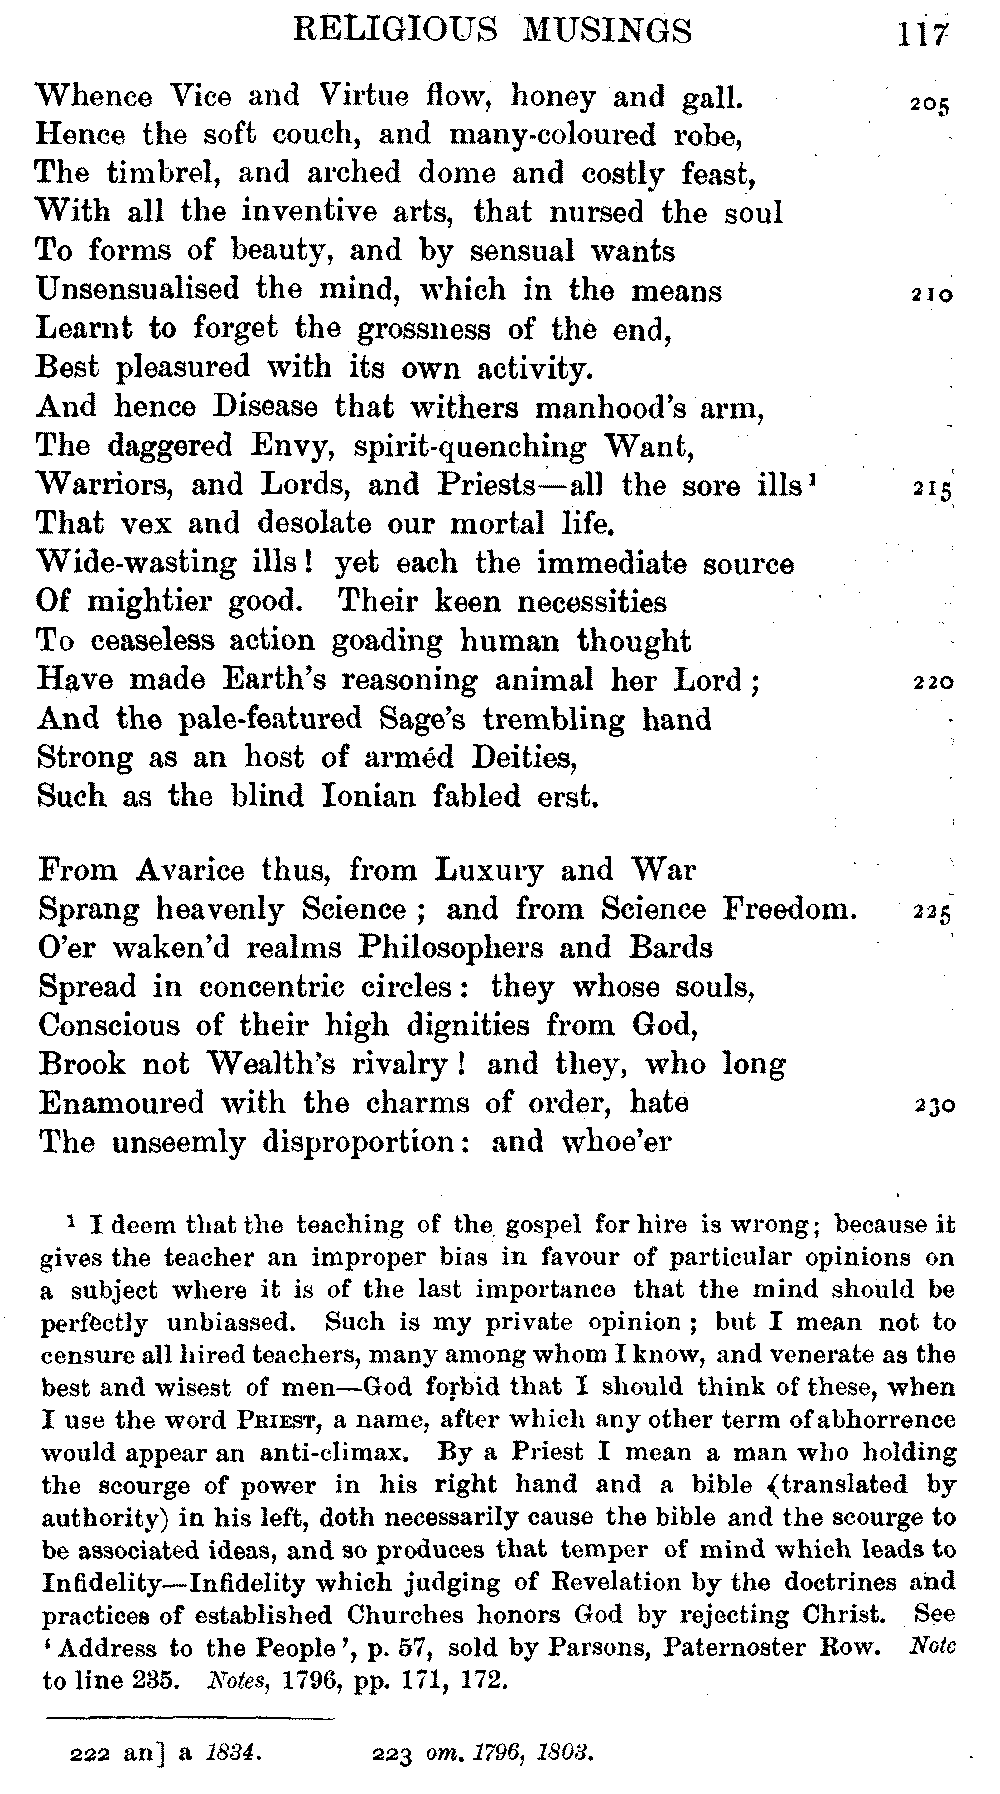 RELIGIOUS MUSINGS 117
Whence Vice and Virtue flow, honey and gall. 205
Hence the soft couch, and many-coloured robe,
The timbrel, and arched dome and costly feast,
With all the inventive arts, that nursed the soul
To forms of beauty, and by sensual wants
Unsensualised the mind, which in the means 210
Learnt to forget the grossness of the end,
Best pleasured with its own activity.
And hence Disease that withers manhood's arm,
The daggered Envy, spirit-quenching Want,
Warriors, and Lords, and Priests—all the sore ills¹ 215
That vex and desolate our mortal life.
Wide-wasting ills! yet each the immediate source
Of mightier good. Their keen necessities
To ceaseless action goading human thought
Have made Earth's reasoning animal her Lord; 220
And the pale-featured Sage's trembling hand
Strong as an host of arméd Deities,
Such as the blind Ionian fabled erst.

From Avarice thus, from Luxury and War
Sprang heavenly Science; and from Science Freedom. 225
O'er waken'd realms Philosophers and Bards
Spread in concentric circles: they whose souls,
Conscious of their high dignities from God,
Brook not Wealth's rivalry! and they, who long
Enamoured with the charms of order, hate 230
The unseemly disproportion: and whoe'er

¹ I deem that the teaching of the gospel for hire is wrong; because it
gives the teacher an improper bias in favour of particular opinions on
a subject where it is of the last importance that the mind should be
perfectly unbiassed. Such is my private opinion; but I mean not to
censure all hired teachers, many among whom I know, and venerate as the
best and wisest of men—God forbid that I should think of these, when
I use the word PRIEST, a name, after which any other term of abhorrence
would appear an anti-climax. By a Priest I mean a man who holding
the scourge of power in his right hand and a bible (translated by
authority) in his left, doth necessarily cause the bible and the scourge to
be associated ideas, and so produces that temper of mind which leads to
Infidelity—Infidelity which judging of Revelation by the doctrines and
practices of established Churches honors God by rejecting Christ. See
'Address to the People', p. 57, sold by Parsons, Paternoster Row. Note
to line 235. Notes, 1796, pp. 171, 172.

222 an] a 1834. 223 om. 1796, 1803.